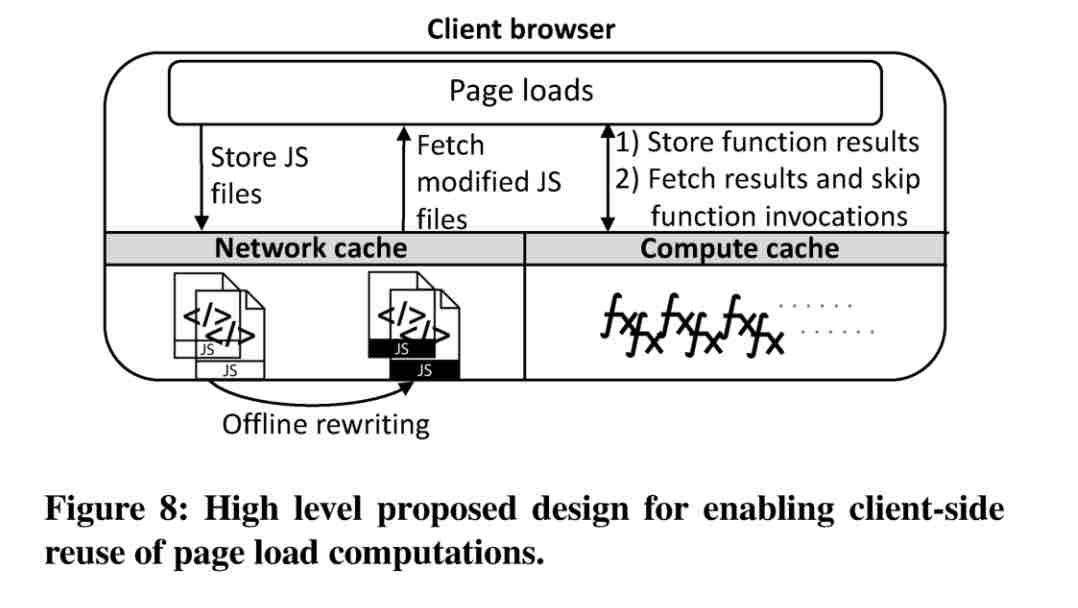 Client browser
Page loads
Store JS
files
Fetch
modified JS
files
1) Store function results
2) Fetch results and skip
function invocations
Network cache
Compute cache
</>
</>
JS
JS
</>
</>
JS
JS
fx fx fx fx fx fx ......
......
Offline rewriting
Figure 8: High level proposed design for enabling client-side
reuse of page load computations.